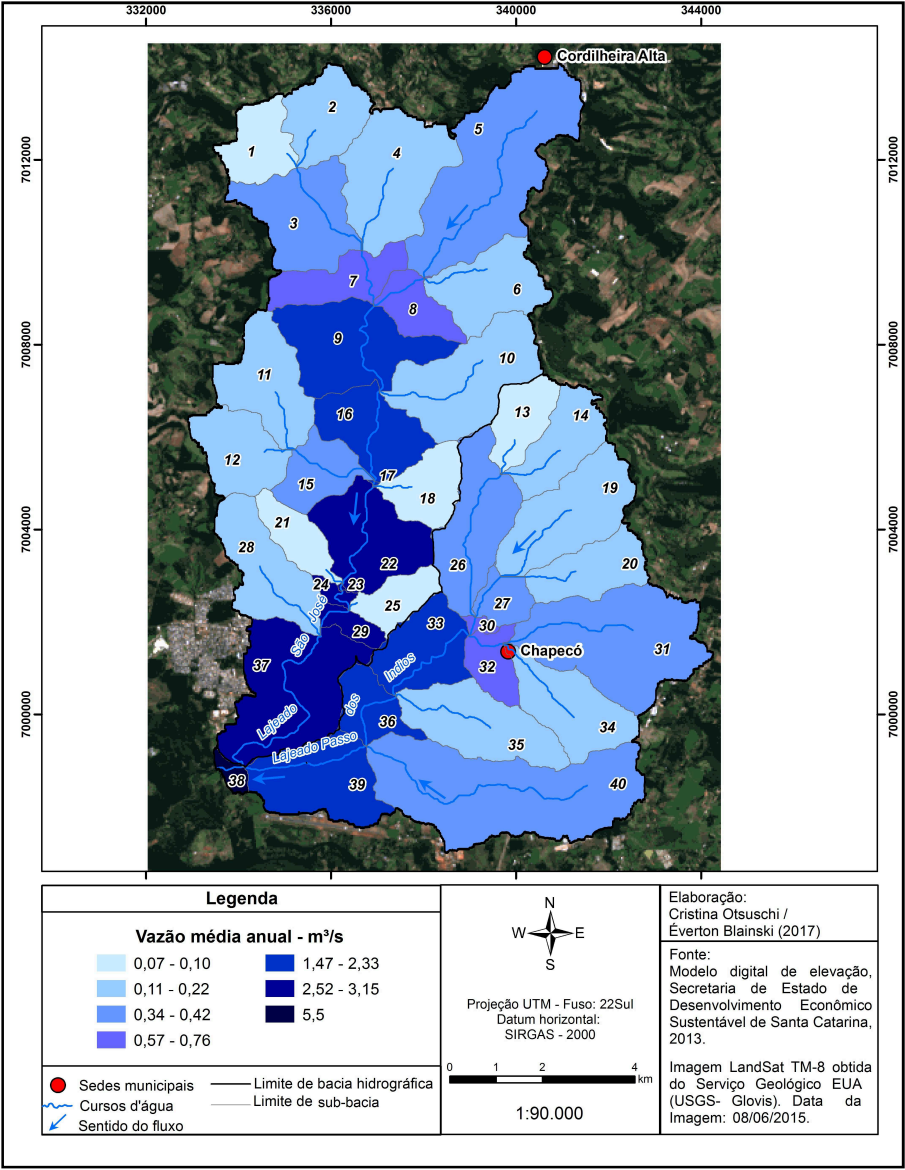 332000 336000 340000 344000
Cordilheira Alta
7012000 7012000
1 2 3 4 5
7 8 6
7008000 7008000
9 10 11
13 14
16
12 15 17 18 19
21
7004000 7004000
28 22 26 20
24 23 25 27
33 30
29
31
32 Chapecó
37
São José
Indios
dos
7000000 7000000
Lajeado
36 34
Lajeado Passo
35
38 39 40
Legenda
Vazão média anual - m³/s
0,07 - 0,10
0,11 - 0,22
0,34 - 0,42
0,57 - 0,76
1,47 - 2,33
2,52 - 3,15
5,5
Sedes municipais
Cursos d'água
Sentido do fluxo
Limite de bacia hidrográfica
Limite de sub-bacia
N
W E
S
Projeção UTM - Fuso: 22Sul
Datum horizontal:
SIRGAS - 2000
0 1 2 4
km
1:90.000
Elaboração:
Cristina Otsuschi /
Éverton Blainski (2017)
Fonte:
Modelo digital de elevação,
Secretaria de Estado de
Desenvolvimento Econômico
Sustentável de Santa Catarina,
2013.
Imagem LandSat TM-8 obtida
do Serviço Geológico EUA
(USGS- Glovis). Data da
Imagem: 08/06/2015.